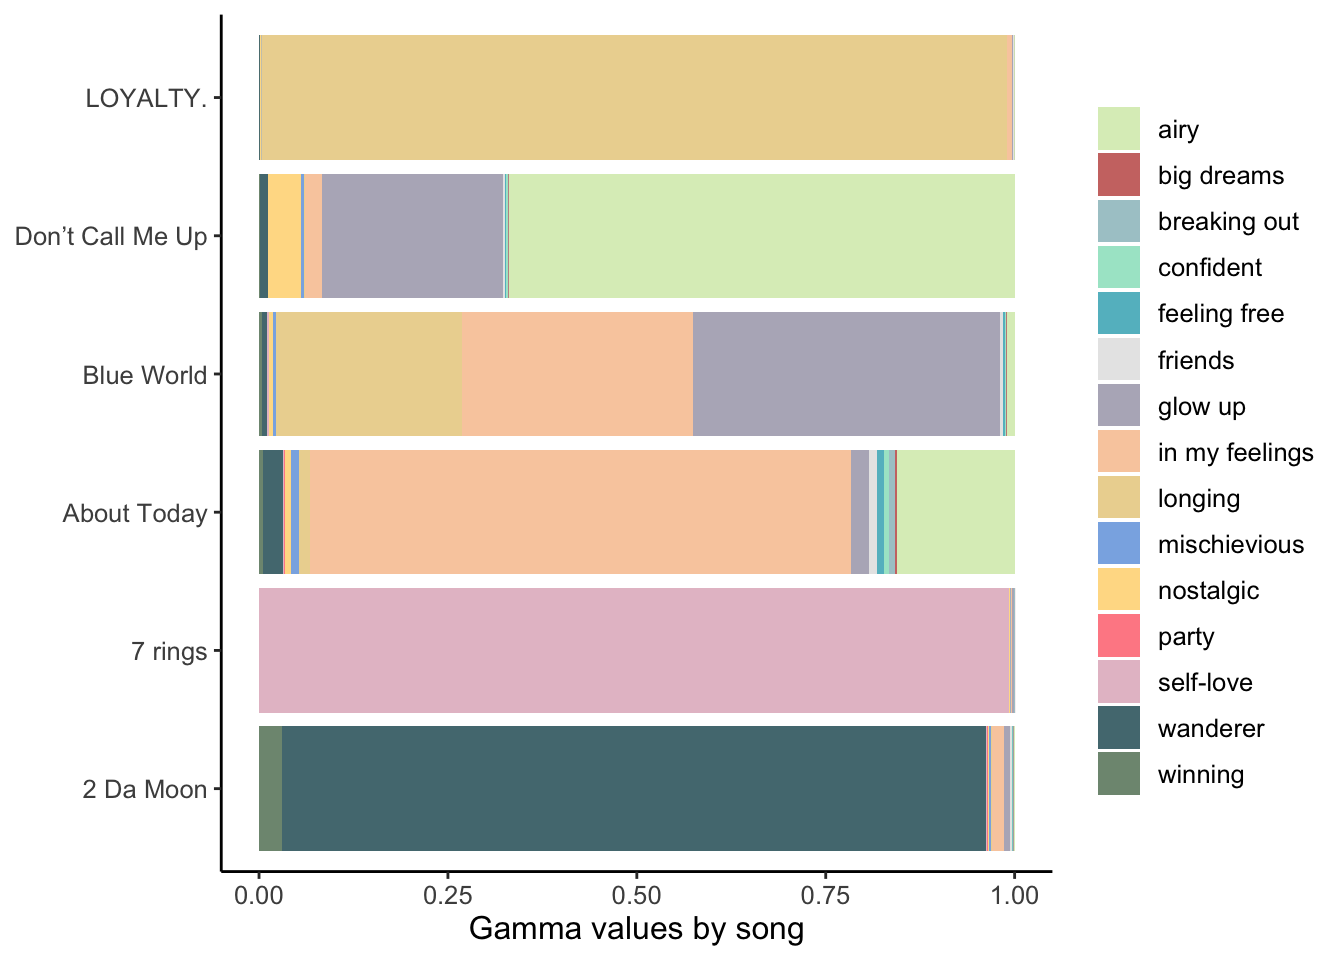 LOYALTY.
Don’t Call Me Up
Blue World
About Today
7 rings
2 Da Moon
0.00 0.25 0.50 0.75 1.00
Gamma values by song
airy
big dreams
breaking out
confident
feeling free
friends
glow up
in my feelings
longing
mischievious
nostalgic
party
self-love
wanderer
winning